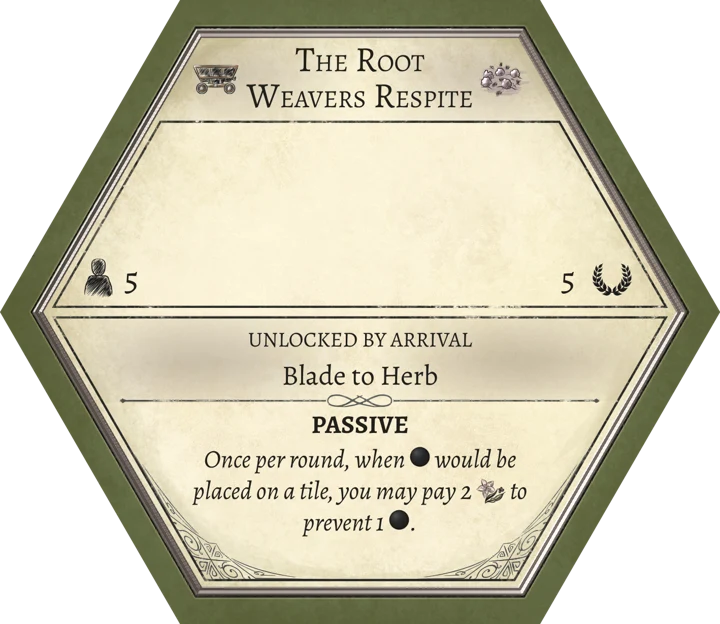 The Root
Weavers Respite
5
5
UNLOCKED BY ARRIVAL
Blade to Herb
PASSIVE
Once per round, when would be
placed on a tile, you may pay 2 to
prevent 1 .